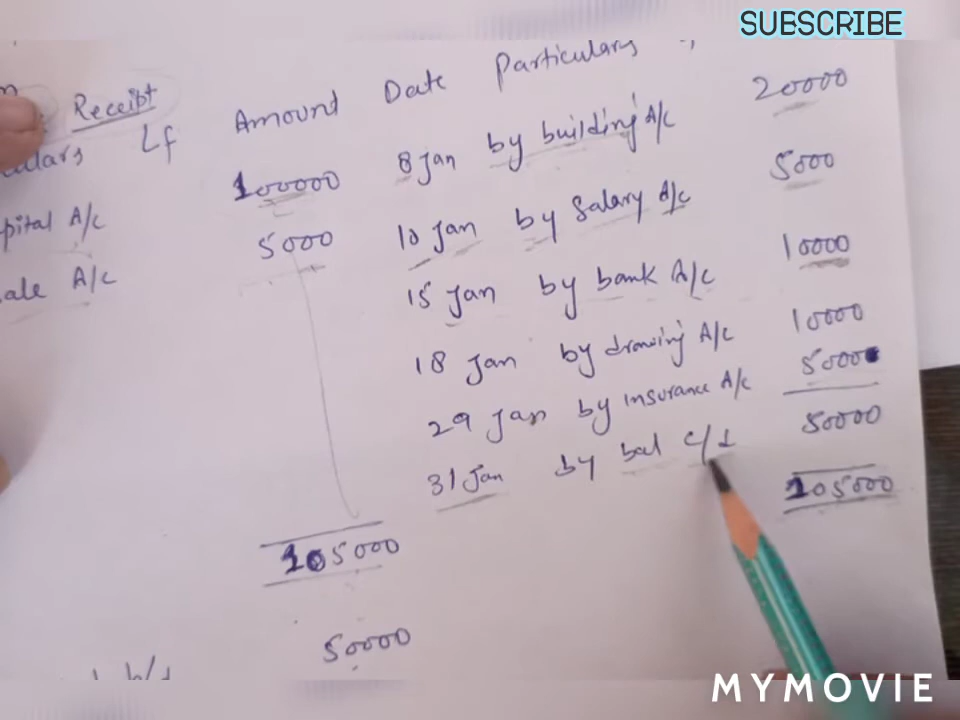 SUBSCRIBE
Receibt
Lf Amount Date Particulars
100000 8 Jan by building A/c 20000
pital A/c 5000 10 Jan by Salary A/c 5000
ale A/c 15 Jan by bank A/c 10000
18 Jan by drawing A/c 10000
29 Jan by insurance A/c 5000
31 Jan by bal c/d 50000
105000 105000
50000
b/d
MYMOVIE